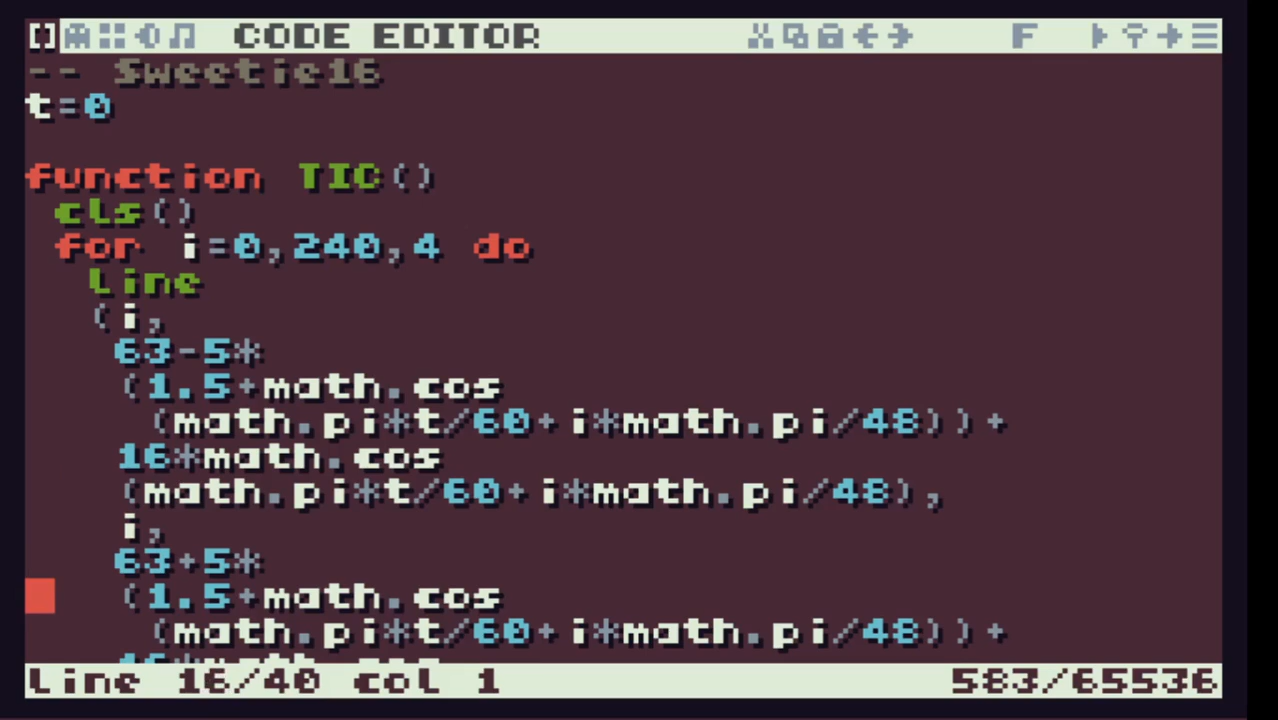 CODE EDITOR F
-- Sweetie16
t=0
function TIC()
cls()
for i=0,240,4 do
line
(i,
63-5*
(1.5+math.cos
(math.pi*t/60+i*math.pi/48))+
16*math.cos
(math.pi*t/60+i*math.pi/48),
i,
63+5*
(1.5+math.cos
(math.pi*t/60+i*math.pi/48))+
line 16/40 col 1 583/65536